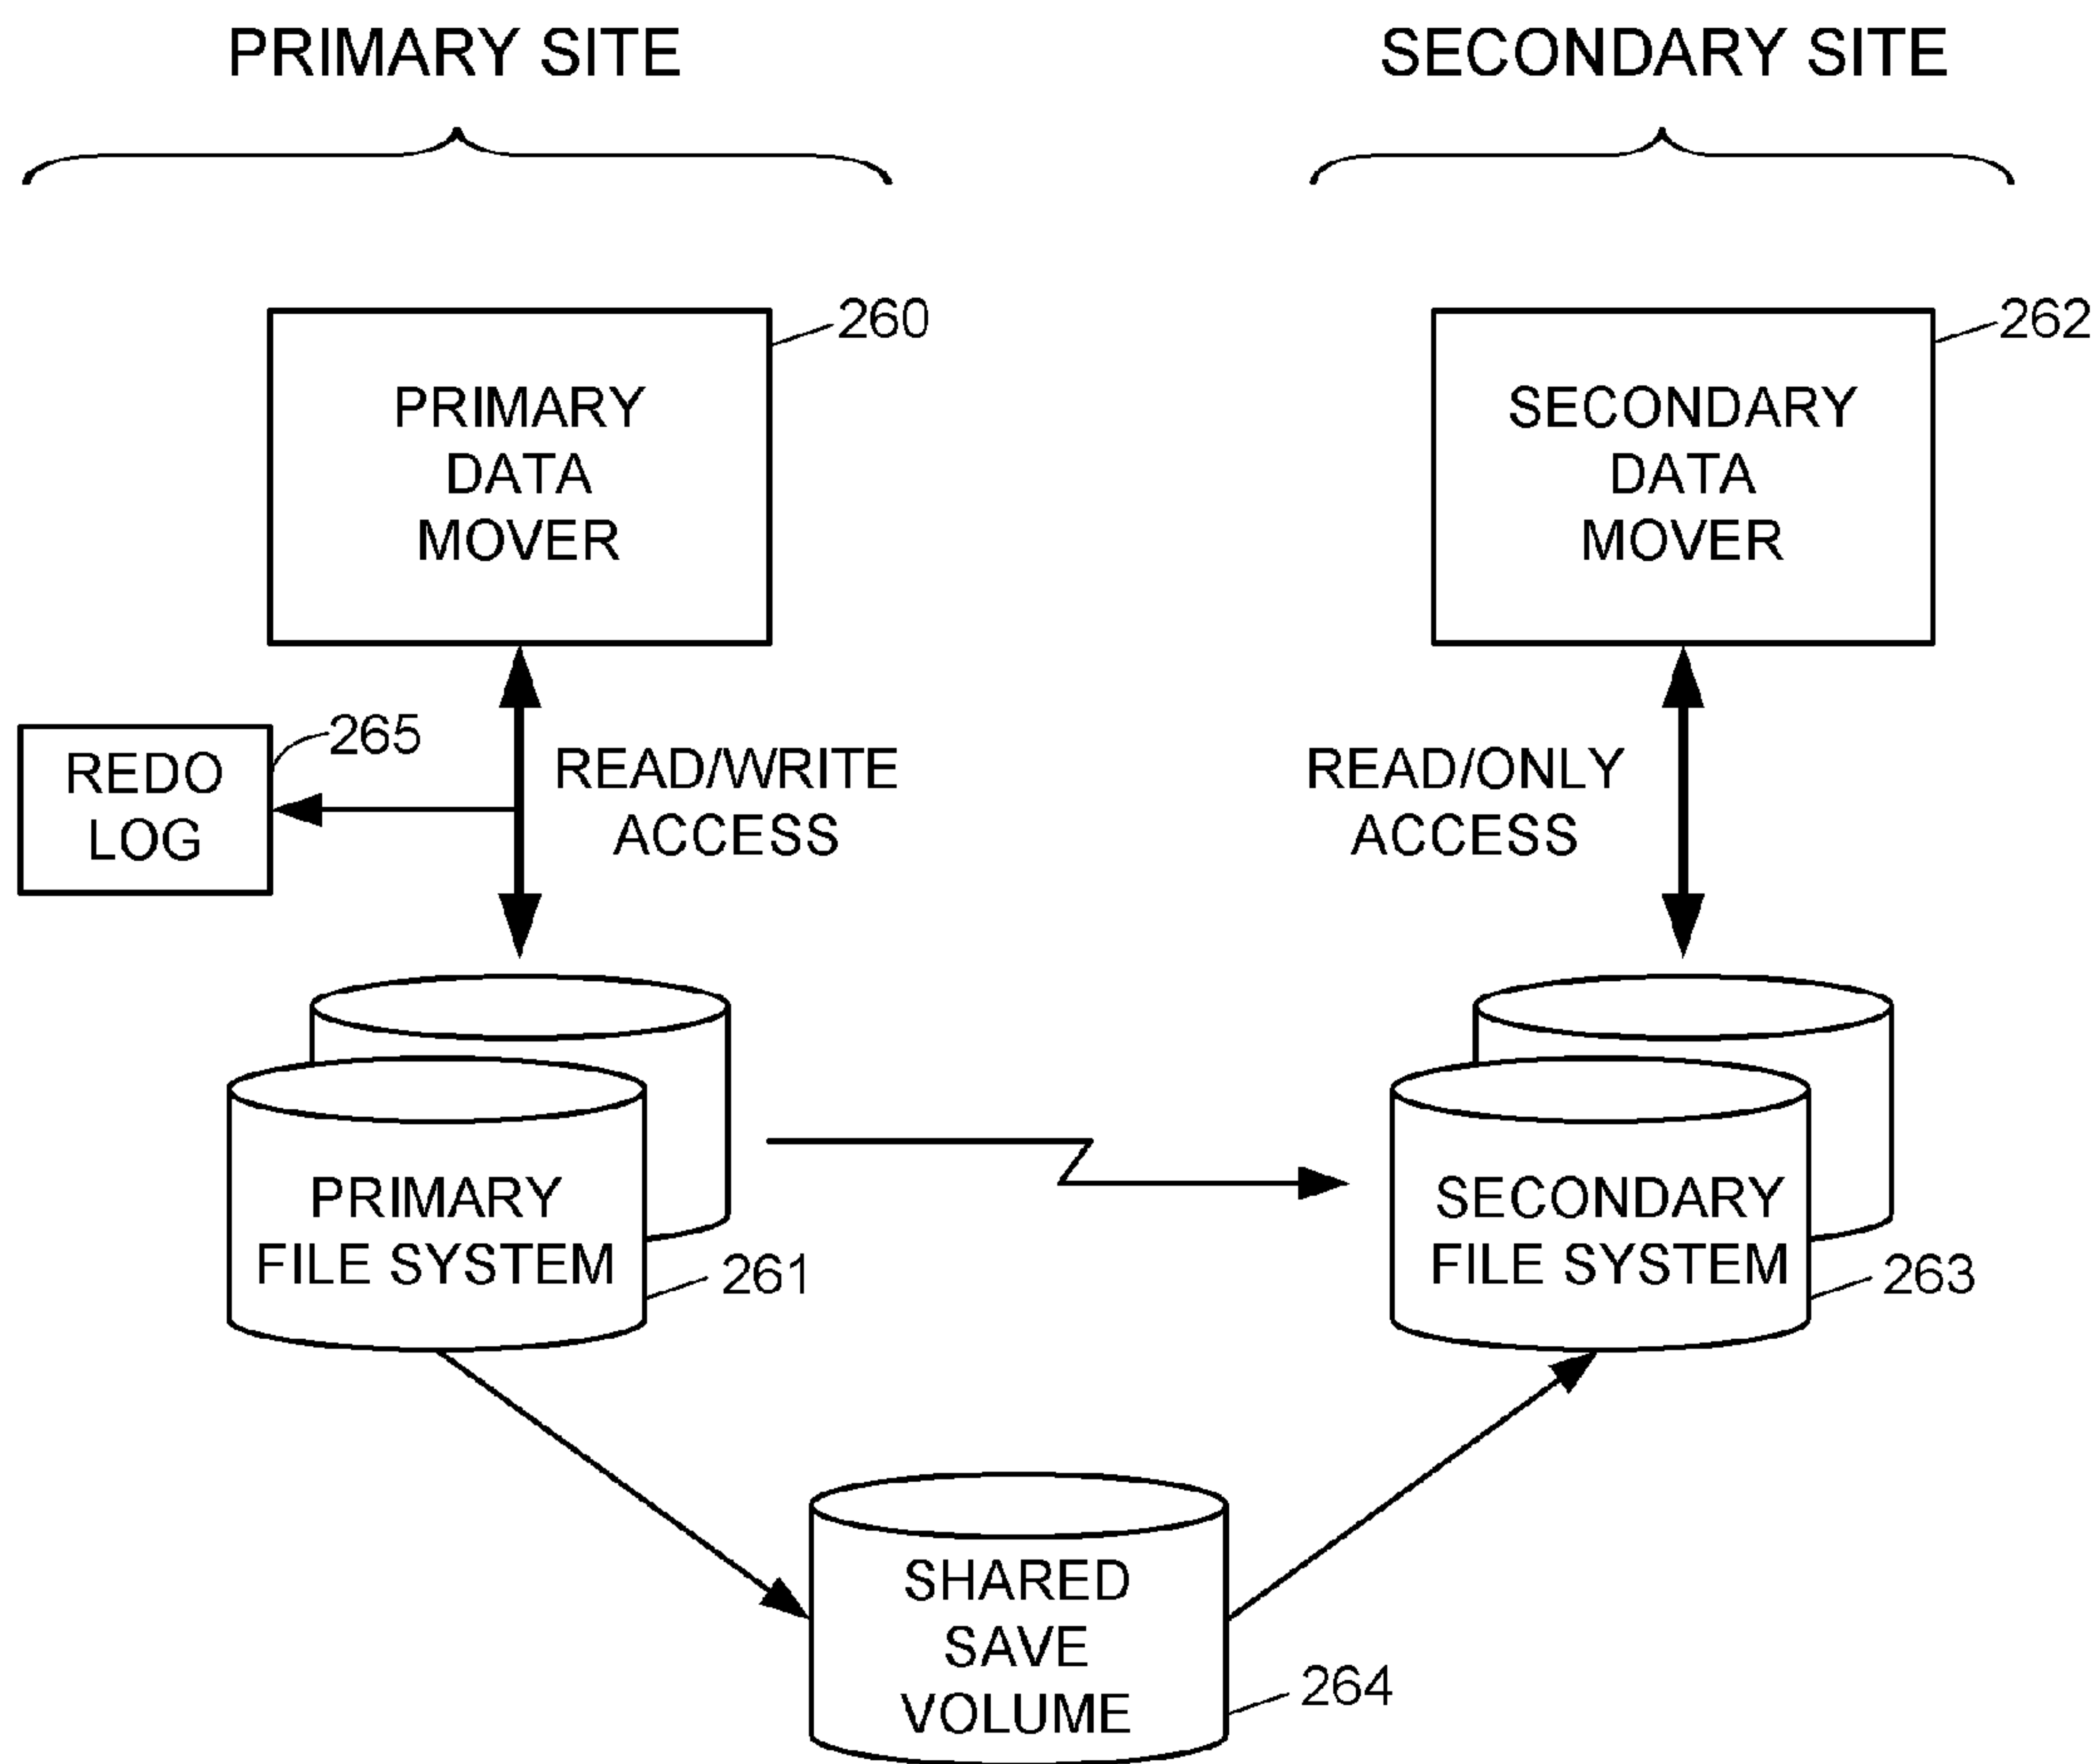 PRIMARY SITE
SECONDARY SITE
260
PRIMARY
DATA
MOVER
262
SECONDARY
DATA
MOVER
265
REDO
LOG
READ/WRITE
ACCESS
READ/ONLY
ACCESS
PRIMARY
FILE SYSTEM
261
SECONDARY
FILE SYSTEM
263
SHARED
SAVE
VOLUME
264